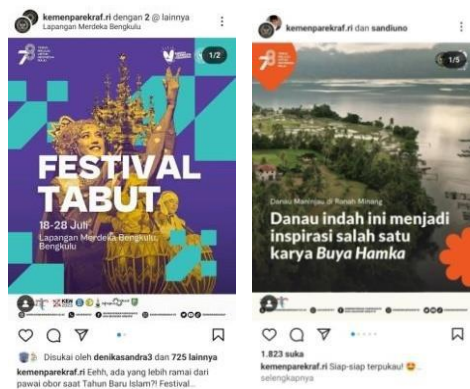 kemenparekraf.ri dengan 2 @ lainnya
Lapangan Merdeka Bengkulu
78
1/2
FESTIVAL
TABUT
18-28 Juli
Lapangan Merdeka Bengkulu,
Bengkulu
Disukai oleh denikasandra3 dan 725 lainnya
kemenparekraf.ri Eehh, ada yang lebih ramai dari
pawai obor saat Tahun Baru Islam?! Festival...
kemenparekraf.ri dan sandiuno
78
1/5
Danau Maninjau di Ranah Minang
Danau indah ini menjadi
inspirasi salah satu
karya Buya Hamka
1.823 suka
kemenparekraf.ri Siap-siap terpukau!
selengkapnya